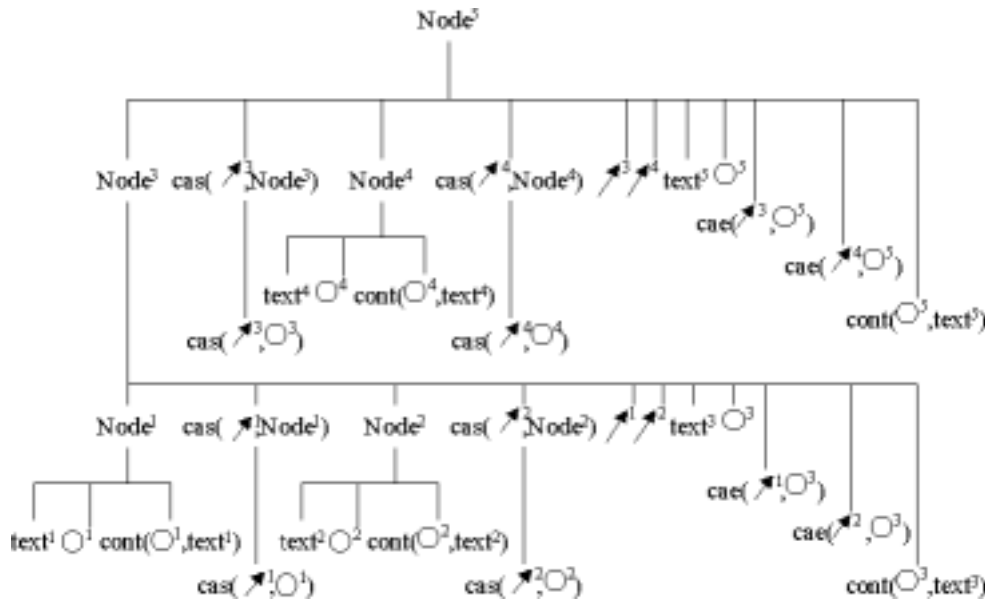 Node⁵
Node³ cas(↗³,Node³) Node⁴ cas(↗⁴,Node⁴) ↗³ ↗⁴ text⁵ ◯⁵
cae(↗³,◯⁵)
cae(↗⁴,◯⁵)
text⁴ ◯⁴ cont(◯⁴,text⁴)
cont(◯⁵,text⁵)
cas(↗³,◯³) cas(↗⁴,◯⁴)
Node¹ cas(↗¹,Node¹) Node² cas(↗²,Node²) ↗¹ ↗² text³ ◯³
cae(↗¹,◯³)
cae(↗²,◯³)
text¹ ◯¹ cont(◯¹,text¹) text² ◯² cont(◯²,text²)
cas(↗¹,◯¹) cas(↗²,◯²) cont(◯³,text³)